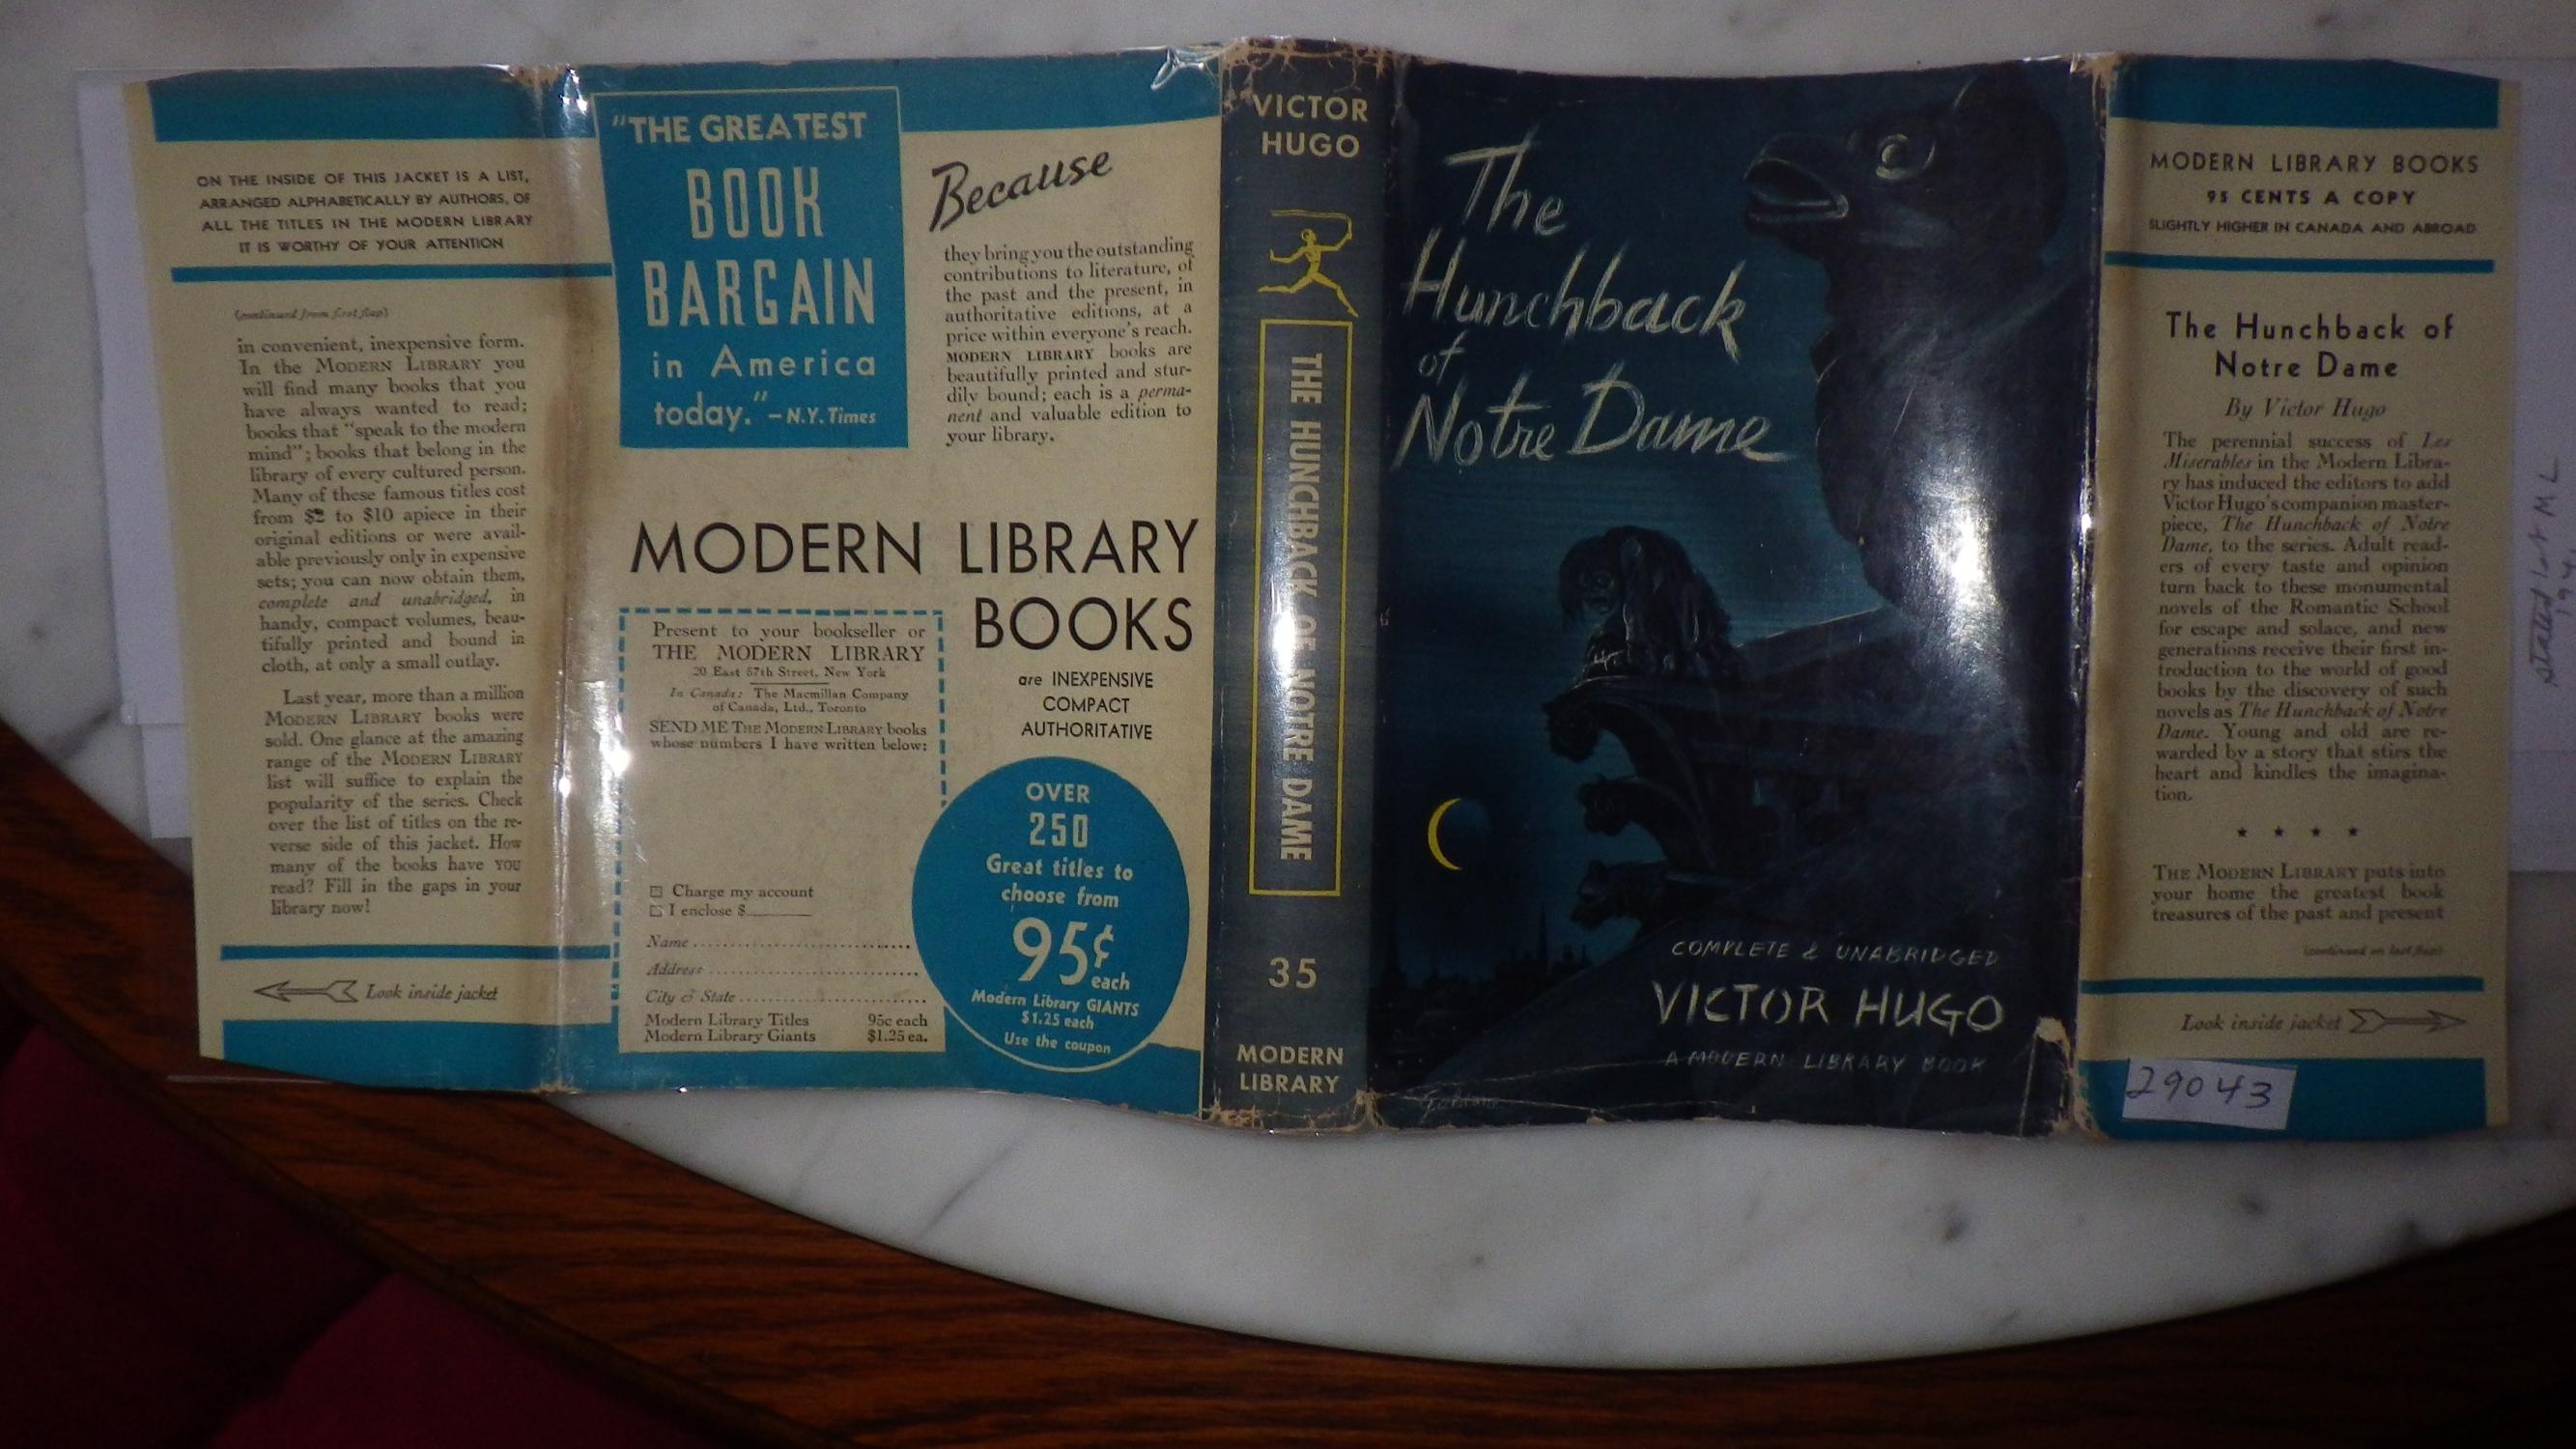 ON THE INSIDE OF THIS JACKET IS A LIST,
ARRANGED ALPHABETICALLY BY AUTHORS, OF
ALL THE TITLES IN THE MODERN LIBRARY
IT IS WORTHY OF YOUR ATTENTION
(continued from first flap)
in convenient, inexpensive form.
In the MODERN LIBRARY you
will find many books that you
have always wanted to read;
books that "speak to the modern
mind"; books that belong in the
library of every cultured person.
Many of these famous titles cost
from $2 to $10 apiece in their
original editions or were avail-
able previously only in expensive
sets; you can now obtain them,
complete and unabridged, in
handy, compact volumes, beau-
tifully printed and bound in
cloth, at only a small outlay.
Last year, more than a million
MODERN LIBRARY books were
sold. One glance at the amazing
range of the MODERN LIBRARY
list will suffice to explain the
popularity of the series. Check
over the list of titles on the re-
verse side of this jacket. How
many of the books have YOU
read? Fill in the gaps in your
library now!
Look inside jacket
"THE GREATEST
BOOK
BARGAIN
in America
today." – N.Y. Times
Because
they bring you the outstanding
contributions to literature, of
the past and the present, in
authoritative editions, at a
price within everyone's reach.
MODERN LIBRARY books are
beautifully printed and stur-
dily bound; each is a perma-
nent and valuable edition to
your library.
MODERN LIBRARY
BOOKS
are INEXPENSIVE
COMPACT
AUTHORITATIVE
Present to your bookseller or
THE MODERN LIBRARY
20 East 57th Street, New York
In Canada: The Macmillan Company
of Canada, Ltd., Toronto
SEND ME THE MODERN LIBRARY books
whose numbers I have written below:
Charge my account
I enclose $
Name
Address
City & State
Modern Library Titles 95c each
Modern Library Giants $1.25 ea.
OVER
250
Great titles to
choose from
95¢
each
Modern Library GIANTS
$1.25 each
Use the coupon
VICTOR
HUGO
THE HUNCHBACK OF NOTRE DAME
35
MODERN
LIBRARY
The
Hunchback
of
Notre Dame
COMPLETE & UNABRIDGED
VICTOR HUGO
A MODERN LIBRARY BOOK
MODERN LIBRARY BOOKS
95 CENTS A COPY
SLIGHTLY HIGHER IN CANADA AND ABROAD
The Hunchback of
Notre Dame
By Victor Hugo
The perennial success of Les
Miserables in the Modern Libra-
ry has induced the editors to add
Victor Hugo's companion master-
piece, The Hunchback of Notre
Dame, to the series. Adult read-
ers of every taste and opinion
turn back to these monumental
novels of the Romantic School
for escape and solace, and new
generations receive their first in-
troduction to the world of good
books by the discovery of such
novels as The Hunchback of Notre
Dame. Young and old are re-
warded by a story that stirs the
heart and kindles the imagina-
tion.
★ ★ ★ ★
THE MODERN LIBRARY puts into
your home the greatest book
treasures of the past and present
(continued on last flap)
Look inside jacket
29043
stated 1st ML